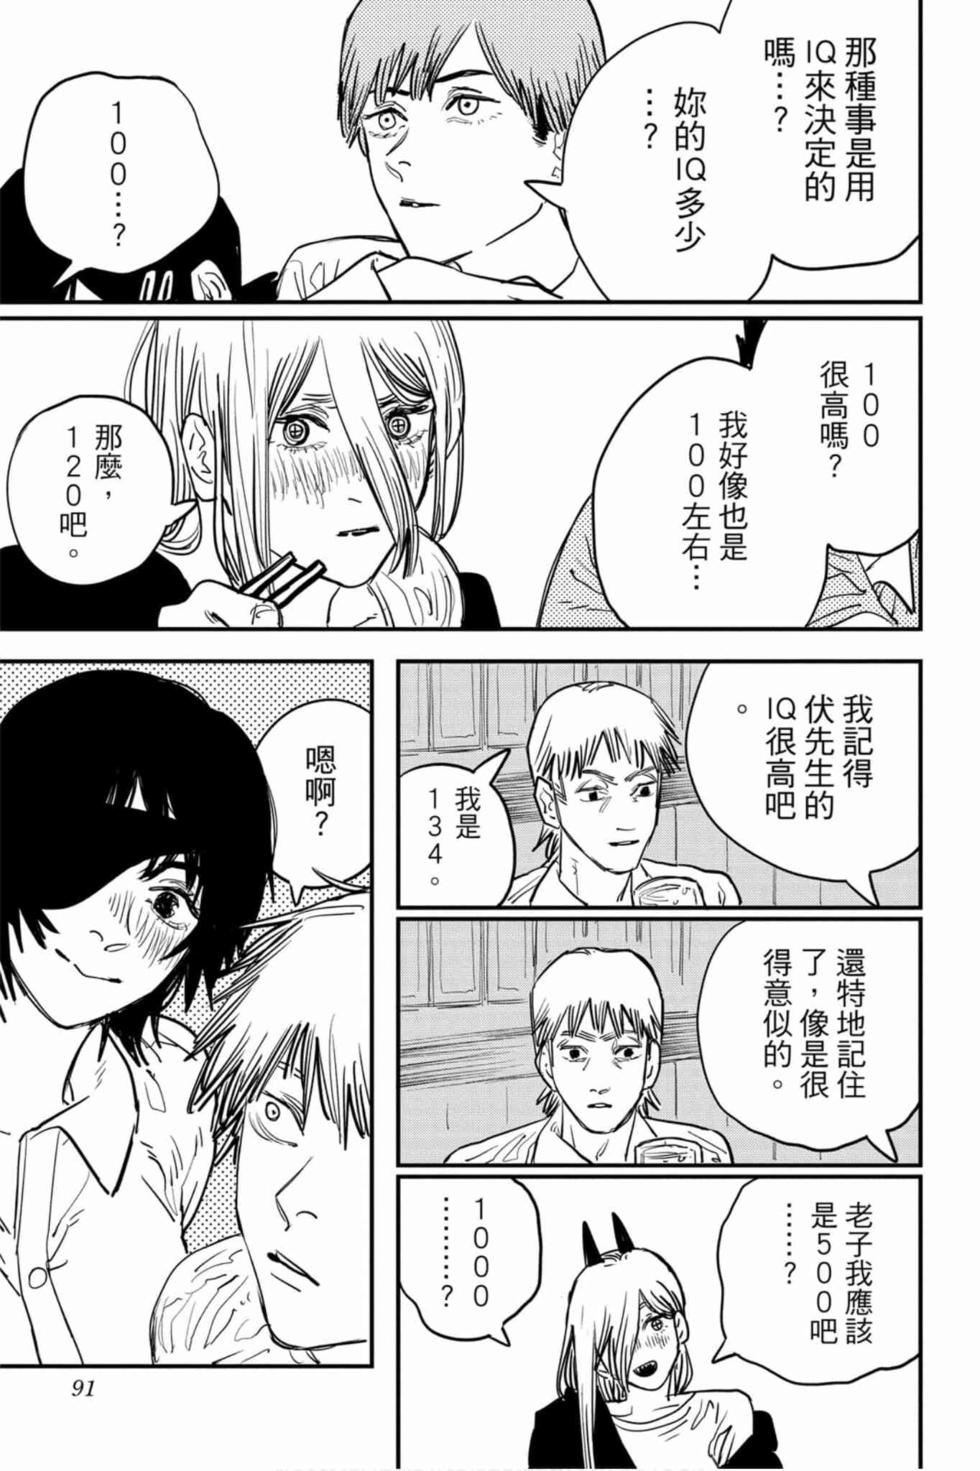 那種事是用
IQ來決定的
嗎…?
妳的IQ多少
…?
100…?
100
很高嗎?
我好像也是
100左右…
那麼，
120吧。
我記得
伏先生的
IQ很高吧
。
我是
134。
還特地記住
了，像是很
得意似的。
老子我應該
是500吧
……?
1000
………?
嗯啊?
91